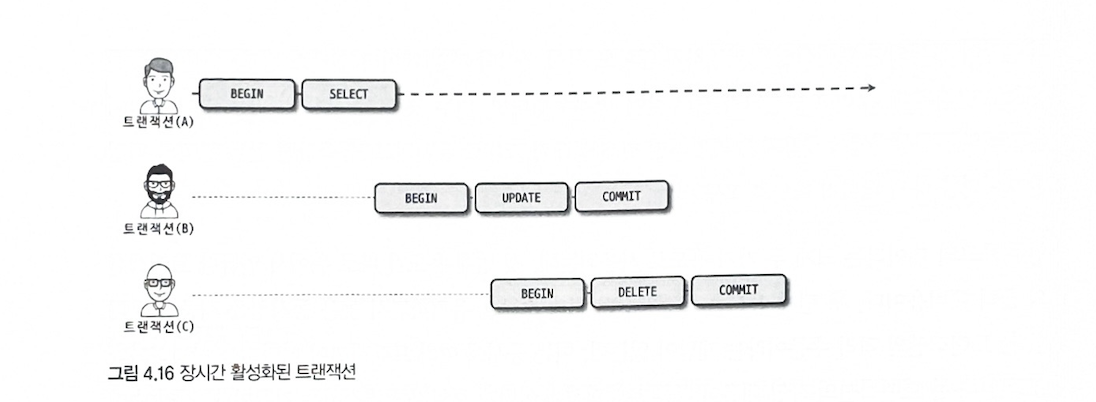 BEGIN SELECT
트랜잭션(A)
BEGIN UPDATE COMMIT
트랜잭션(B)
BEGIN DELETE COMMIT
트랜잭션(C)
그림 4.16 장시간 활성화된 트랜잭션